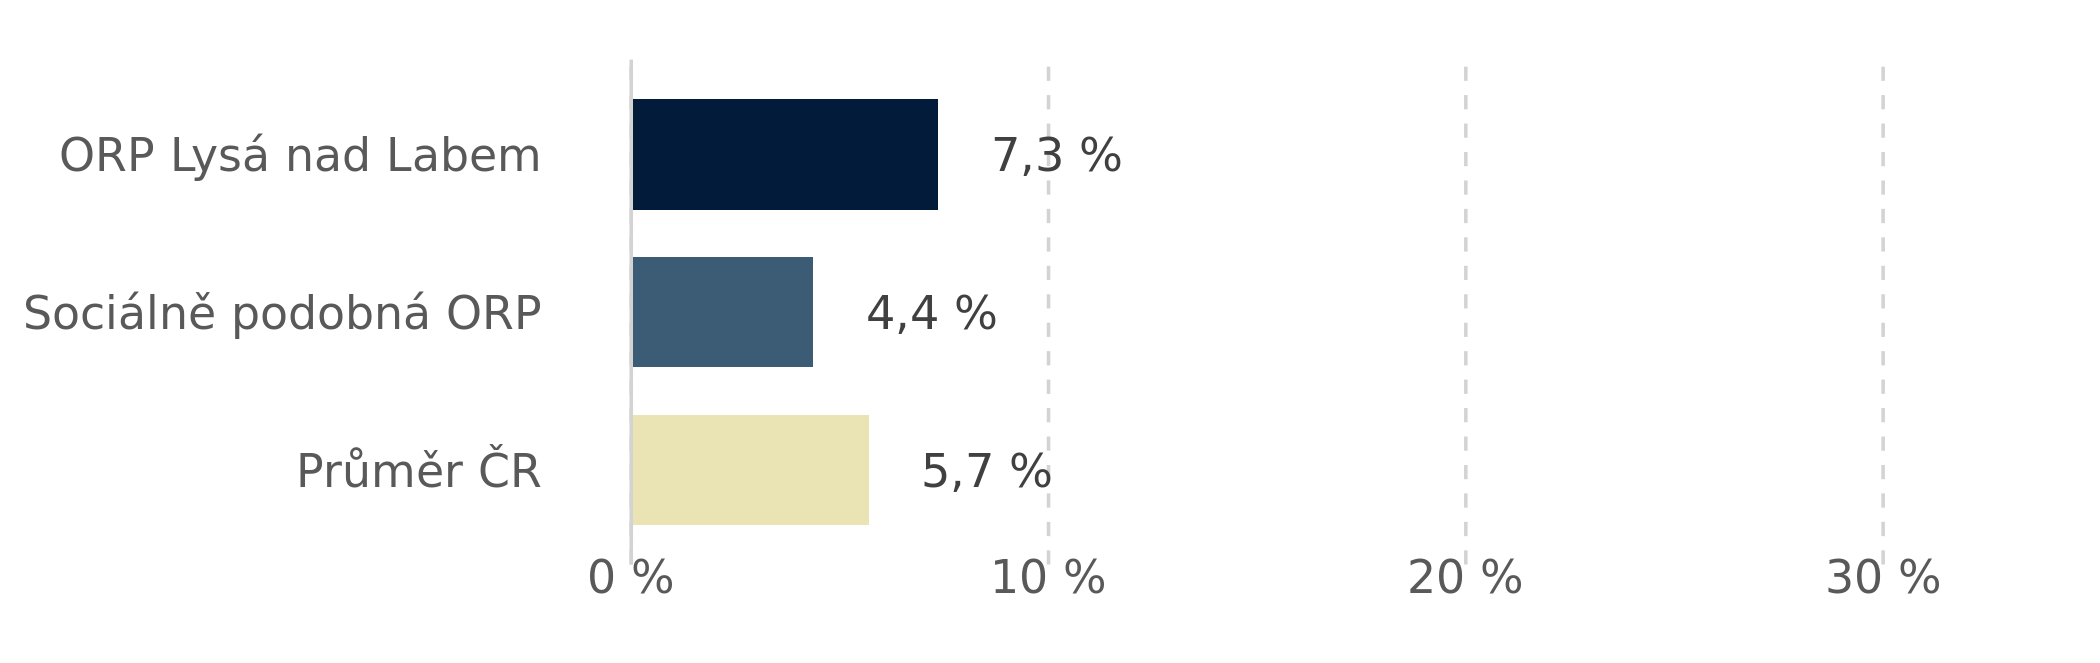 ORP Lysá nad Labem 7,3 %
Sociálně podobná ORP 4,4 %
Průměr ČR 5,7 %
0 % 10 % 20 % 30 %